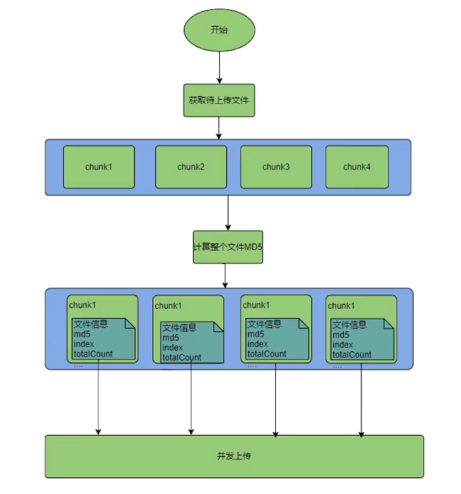 开始
获取待上传文件
chunk1
chunk2
chunk3
chunk4
计算整个文件MD5
chunk1
文件信息
md5
index
totalCount
......
chunk1
文件信息
md5
index
totalCount
......
chunk1
文件信息
md5
index
totalCount
......
chunk1
文件信息
md5
index
totalCount
......
并发上传